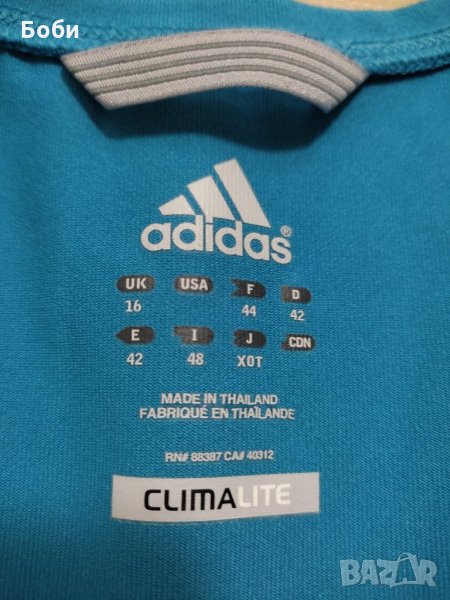 Боби
adidas®
UK USA F D
16 44 42
E I J CDN
42 48 XOT
MADE IN THAILAND
FABRIQUÉ EN THAÏLANDE
RN# 88387 CA# 40312
CLIMALITE
BAZAR